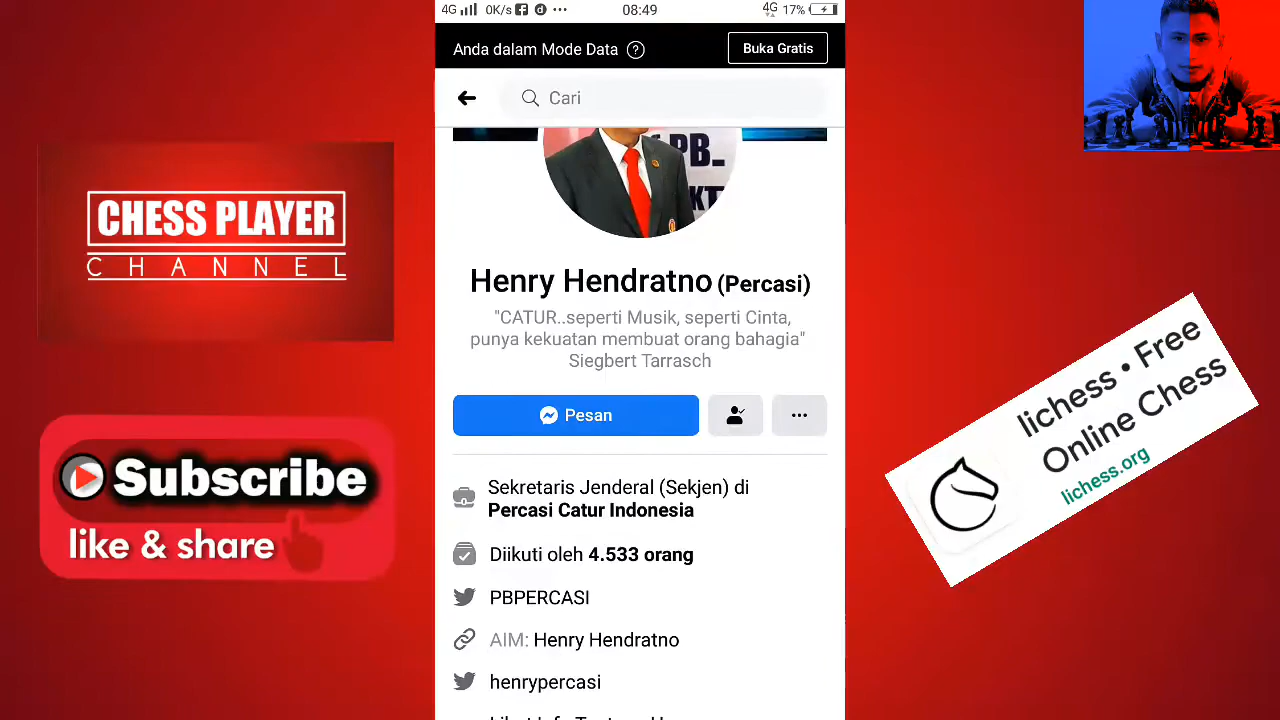 4G 0K/s 08:49 4G 17%
Anda dalam Mode Data Buka Gratis
Cari
PB_
KT
Henry Hendratno (Percasi)
"CATUR..seperti Musik, seperti Cinta,
punya kekuatan membuat orang bahagia"
Siegbert Tarrasch
Pesan
Sekretaris Jenderal (Sekjen) di
Percasi Catur Indonesia
Diikuti oleh 4.533 orang
PBPERCASI
AIM: Henry Hendratno
henrypercasi
CHESS PLAYER
CHANNEL
Subscribe
like & share
lichess • Free
Online Chess
lichess.org